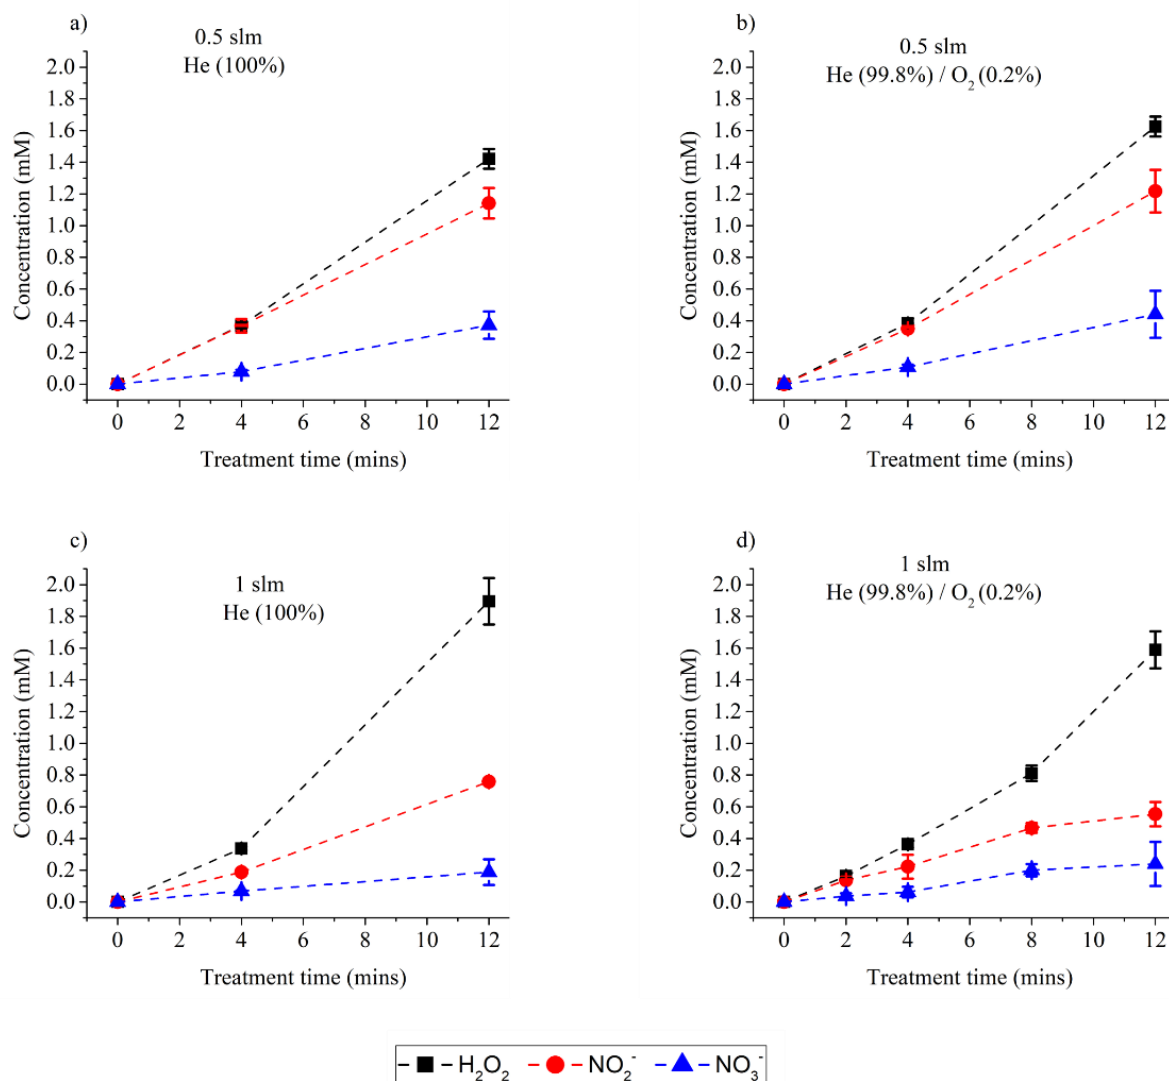 a)
0.5 slm
He (100%)
2.0
1.8
1.6
1.4
1.2
1.0
0.8
0.6
0.4
0.2
0.0
Concentration (mM)
0 2 4 6 8 10 12
Treatment time (mins)
b)
0.5 slm
He (99.8%) / O₂ (0.2%)
2.0
1.8
1.6
1.4
1.2
1.0
0.8
0.6
0.4
0.2
0.0
Concentration (mM)
0 2 4 6 8 10 12
Treatment time (mins)
c)
1 slm
He (100%)
2.0
1.8
1.6
1.4
1.2
1.0
0.8
0.6
0.4
0.2
0.0
Concentration (mM)
0 2 4 6 8 10 12
Treatment time (mins)
d)
1 slm
He (99.8%) / O₂ (0.2%)
2.0
1.8
1.6
1.4
1.2
1.0
0.8
0.6
0.4
0.2
0.0
Concentration (mM)
0 2 4 6 8 10 12
Treatment time (mins)
H₂O₂ NO₂⁻ NO₃⁻